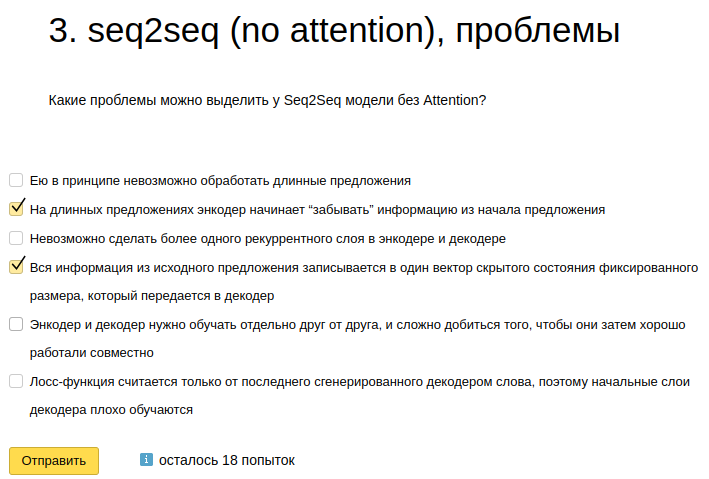 3. seq2seq (no attention), проблемы
Какие проблемы можно выделить у Seq2Seq модели без Attention?
Ею в принципе невозможно обработать длинные предложения
На длинных предложениях энкодер начинает “забывать” информацию из начала предложения
Невозможно сделать более одного рекуррентного слоя в энкодере и декодере
Вся информация из исходного предложения записывается в один вектор скрытого состояния фиксированного
размера, который передается в декодер
Энкодер и декодер нужно обучать отдельно друг от друга, и сложно добиться того, чтобы они затем хорошо
работали совместно
Лосс-функция считается только от последнего сгенерированного декодером слова, поэтому начальные слои
декодера плохо обучаются
Отправить
осталось 18 попыток